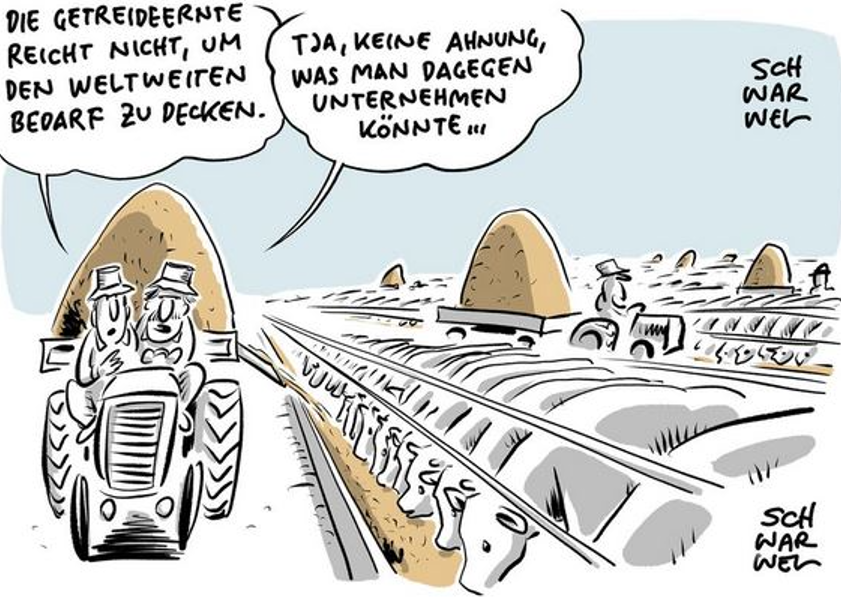 DIE GETREIDEERNTE
REICHT NICHT, UM
DEN WELTWEITEN
BEDARF ZU DECKEN.
TJA, KEINE AHNUNG,
WAS MAN DAGEGEN
UNTERNEHMEN
KÖNNTE...
SCH
WAR
WEL
SCH
WAR
WEL